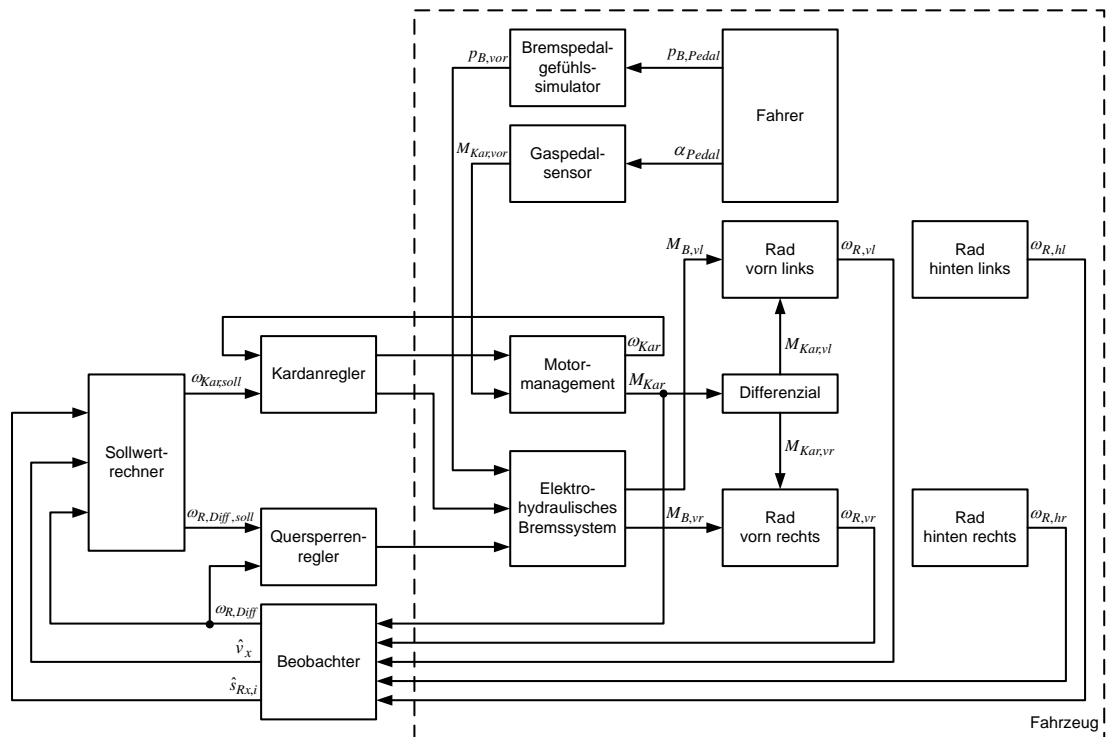 p_{B,vor}
Bremspedal-
gefühls-
simulator
p_{B,Pedal}
Fahrer
M_{Kar,vor}
Gaspedal-
sensor
α_{Pedal}
M_{B,vl}
Rad
vorn links
ω_{R,vl}
Rad
hinten links
ω_{R,hl}
ω_{Kar,soll}
Kardanregler
Motor-
management
ω_{Kar}
M_{Kar}
M_{Kar,vl}
Differenzial
M_{Kar,vr}
Sollwert-
rechner
ω_{R,Diff,soll}
Quersperren-
regler
Elektro-
hydraulisches
Bremssystem
M_{B,vr}
Rad
vorn rechts
ω_{R,vr}
Rad
hinten rechts
ω_{R,hr}
ω_{R,Diff}
v̂_x
ŝ_{Rx,i}
Beobachter
Fahrzeug